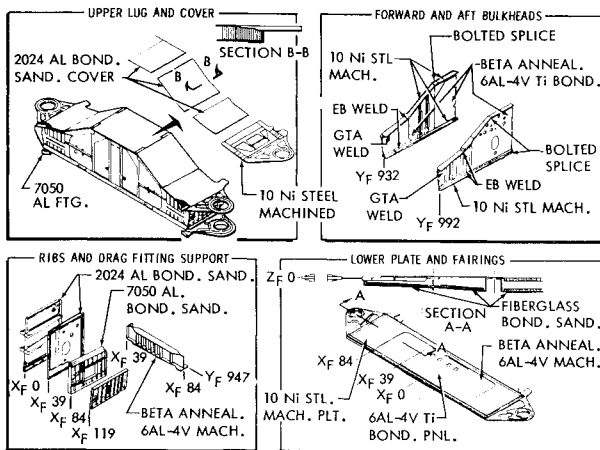 UPPER LUG AND COVER
SECTION B-B
2024 AL BOND.
SAND. COVER
B
B
7050
AL FTG.
10 Ni STEEL
MACHINED
FORWARD AND AFT BULKHEADS
BOLTED SPLICE
10 Ni STL
MACH.
BETA ANNEAL.
6AL-4V Ti BOND.
EB WELD
GTA
WELD
YF 932
BOLTED
SPLICE
EB WELD
GTA
WELD
10 Ni STL MACH.
YF 992
RIBS AND DRAG FITTING SUPPORT
2024 AL BOND. SAND.
7050 AL.
BOND. SAND.
XF 39
XF 0
XF 84
YF 947
XF 39
XF 84
BETA ANNEAL.
6AL-4V MACH.
XF 119
LOWER PLATE AND FAIRINGS
ZF 0
A
SECTION
A-A
FIBERGLASS
BOND. SAND.
A
XF 84
BETA ANNEAL.
6AL-4V MACH.
XF 39
XF 0
10 Ni STL.
MACH. PLT.
6AL-4V Ti
BOND. PNL.